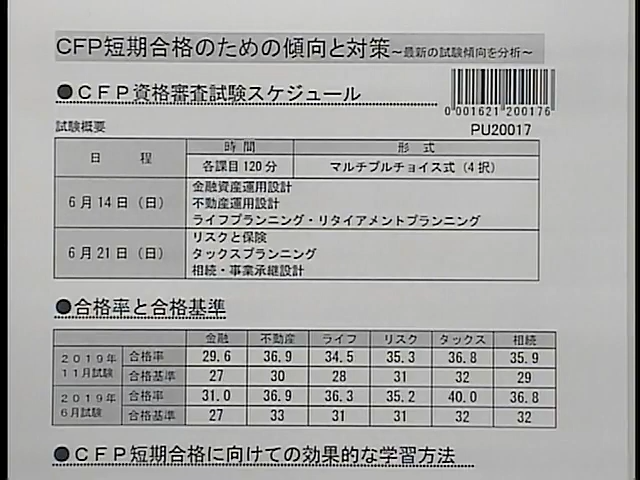 CFP短期合格のための傾向と対策～最新の試験傾向を分析～
●ＣＦＰ資格審査試験スケジュール
0 001621 200176
試験概要
PU20017
日 程 時 間 形 式
各課目120分 マルチプルチョイス式（4択）
6月14日（日） 金融資産運用設計
不動産運用設計
ライフプランニング・リタイアメントプランニング
6月21日（日） リスクと保険
タックスプランニング
相続・事業承継設計
●合格率と合格基準
金融 不動産 ライフ リスク タックス 相続
２０１９年 11月試験 合格率 29.6 36.9 34.5 35.3 36.8 35.9
合格基準 27 30 28 31 32 29
２０１９年 6月試験 合格率 31.0 36.9 36.3 35.2 40.0 36.8
合格基準 27 33 31 31 32 32
●ＣＦＰ短期合格に向けての効果的な学習方法